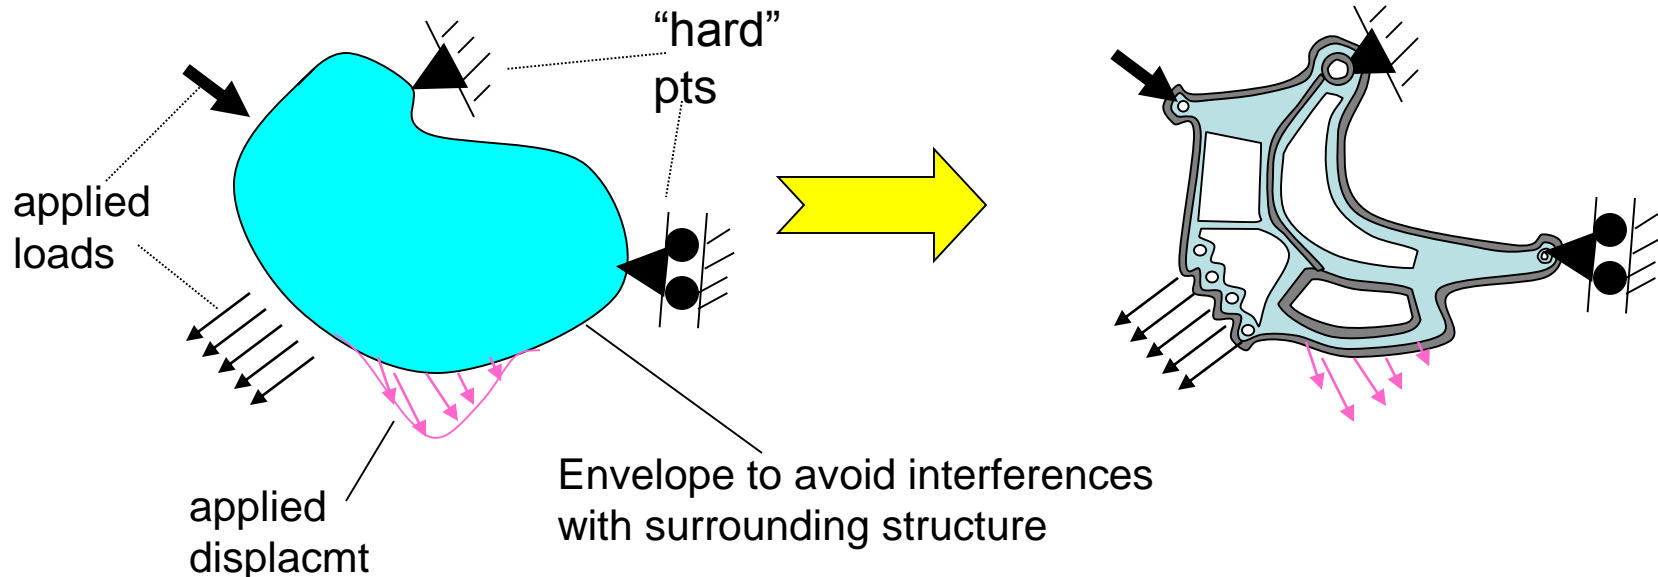 “hard”
pts
applied
loads
Envelope to avoid interferences
with surrounding structure
applied
displacmt